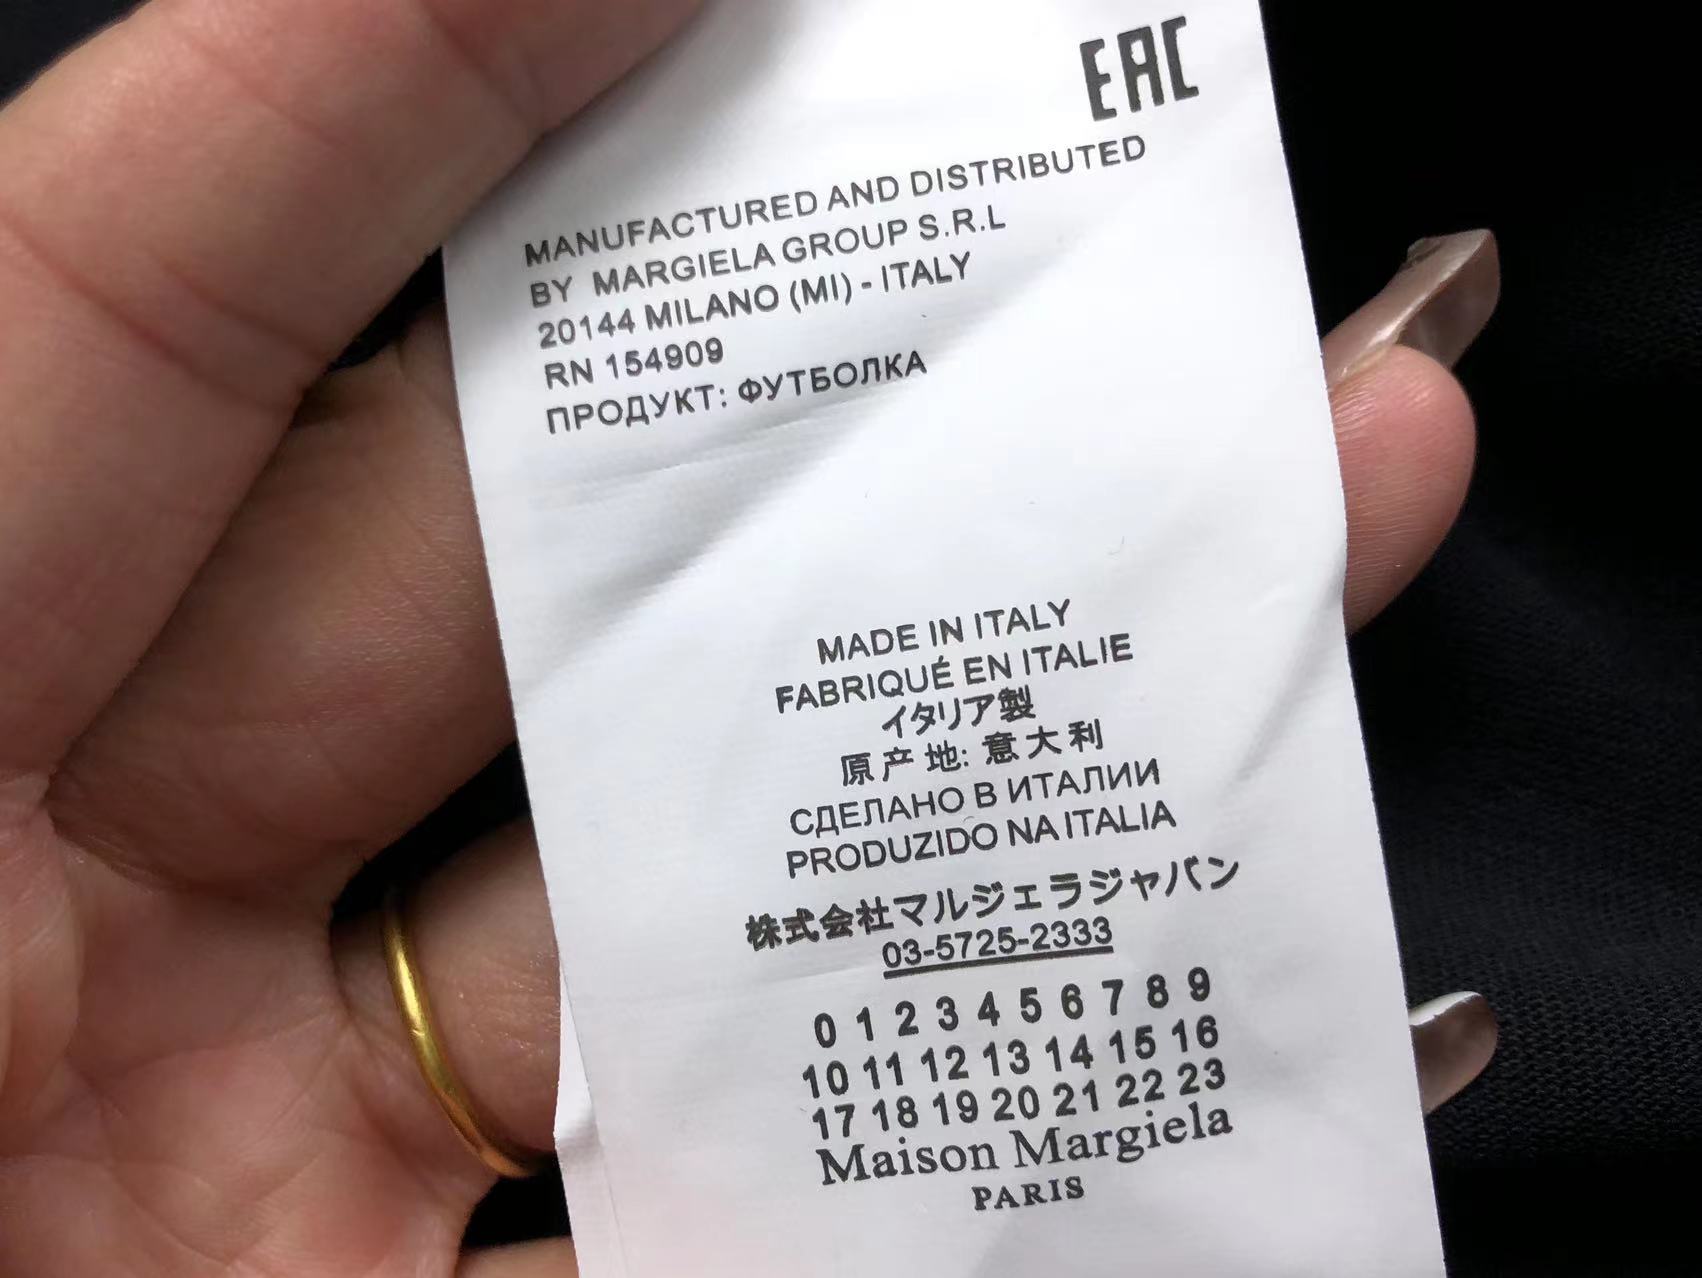 EAC
MANUFACTURED AND DISTRIBUTED
BY MARGIELA GROUP S.R.L
20144 MILANO (MI) - ITALY
RN 154909
ПРОДУКТ: ФУТБОЛКА
MADE IN ITALY
FABRIQUÉ EN ITALIE
イタリア製
原产地: 意大利
СДЕЛАНО В ИТАЛИИ
PRODUZIDO NA ITALIA
株式会社マルジェラジャパン
03-5725-2333
0 1 2 3 4 5 6 7 8 9
10 11 12 13 14 15 16
17 18 19 20 21 22 23
Maison Margiela
PARIS